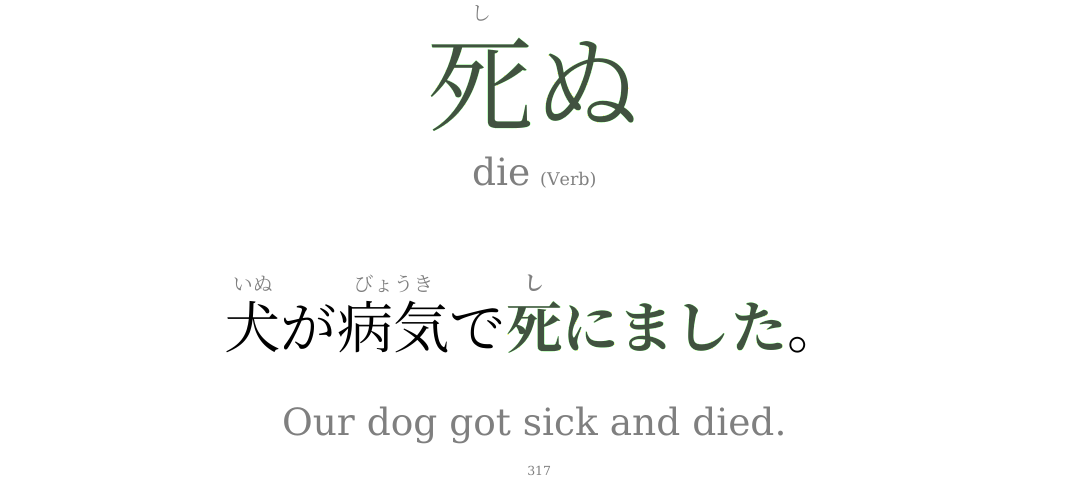 し
死ぬ
die (Verb)
いぬ びょうき し
犬が病気で死にました。
Our dog got sick and died.
317